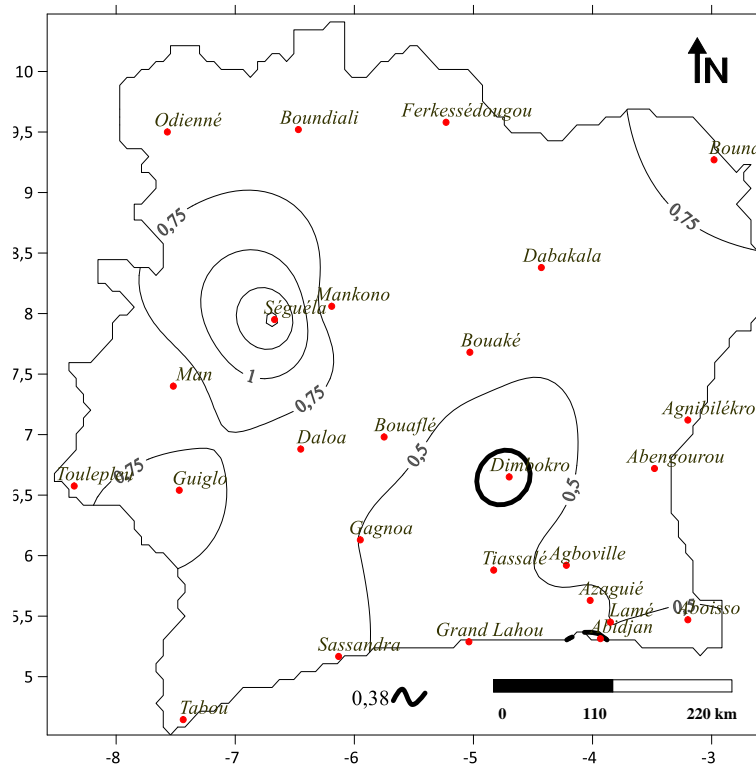 10
N
Odienné
Boundiali
Ferkessédougou
9,5
Bound
9
0,75
0,75
8,5
Dabakala
8
Mankono
Séguéla
Bouaké
7,5
Man
1
0,75
Agnibilékro
7
Bouaflé
Daloa
0,5
Abengourou
Toulepleu
0,75
Guiglo
Dimbokro
6,5
0,5
Gagnoa
6
Tiassalé
Agboville
Azaguié
5,5
Lamé
0,5
Aboisso
Grand Lahou
Abidjan
Sassandra
5
0,38
Tabou
0
110
220 km
-8
-7
-6
-5
-4
-3